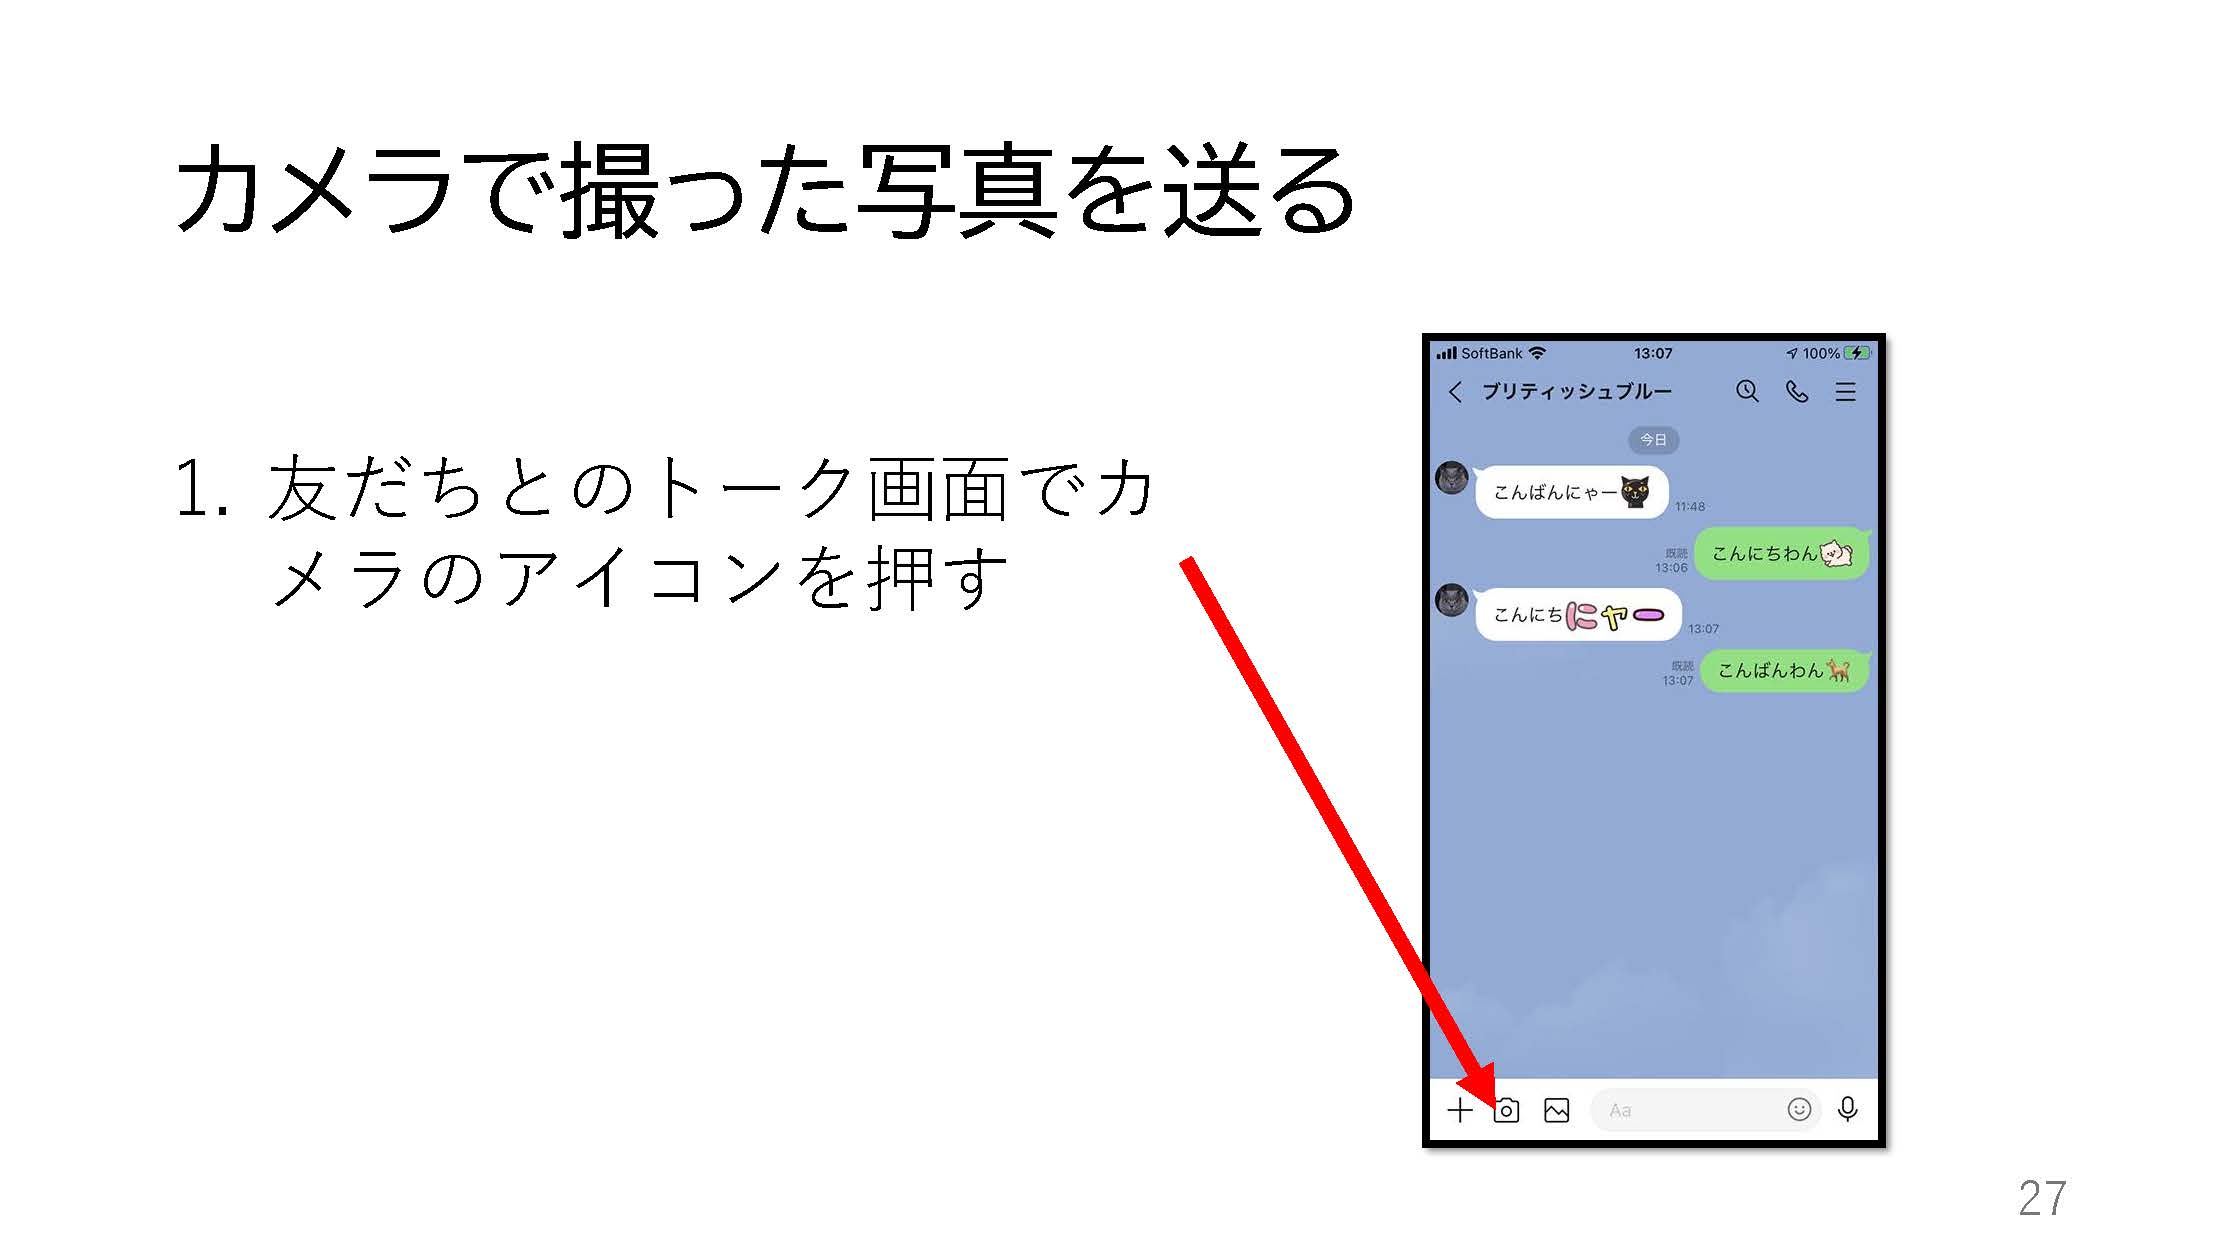 カメラで撮った写真を送る
1. 友だちとのトーク画面でカ
メラのアイコンを押す
SoftBank 13:07 100%
ブリティッシュブルー
今日
こんばんにゃー
11:48
既読
13:06
こんにちわん
こんにちにャー
13:07
既読
13:07
こんばんわん
Aa
27